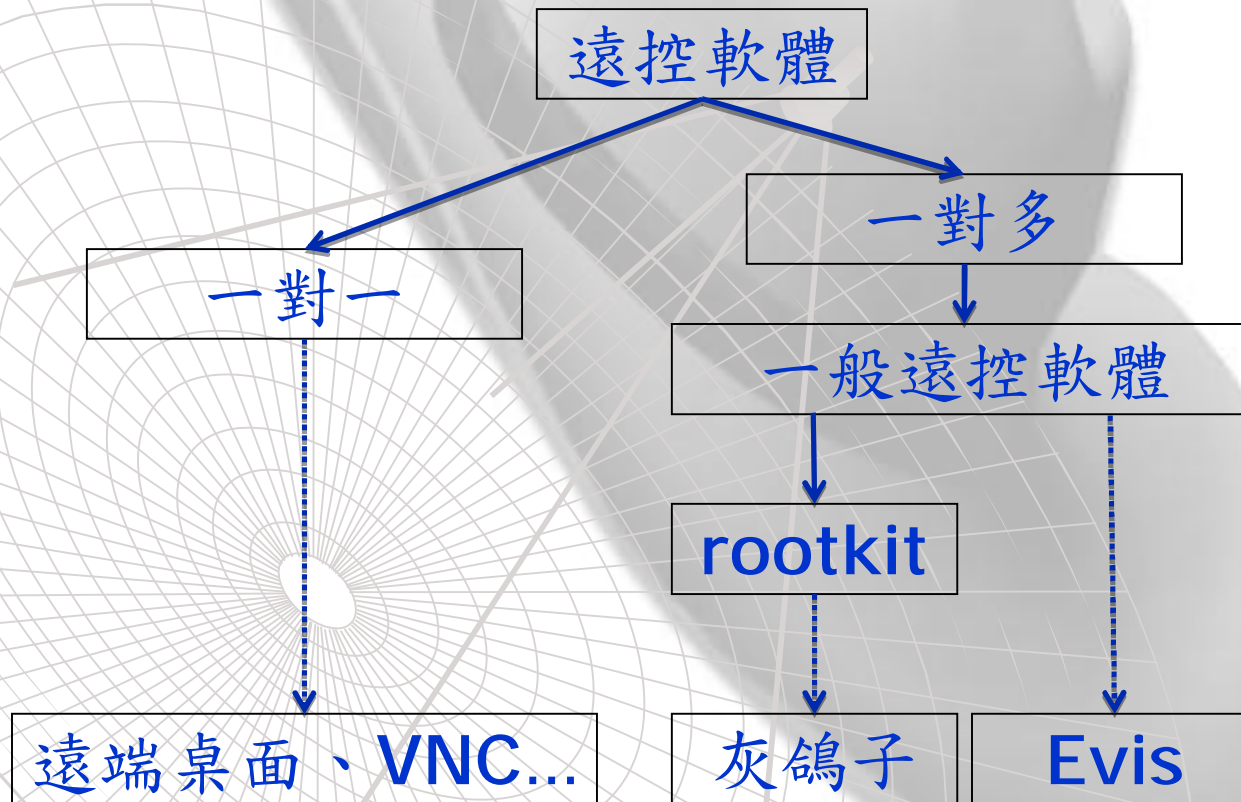 遠控軟體
一對多
一對一
一般遠控軟體
rootkit
遠端桌面、VNC...
灰鴿子
Evis